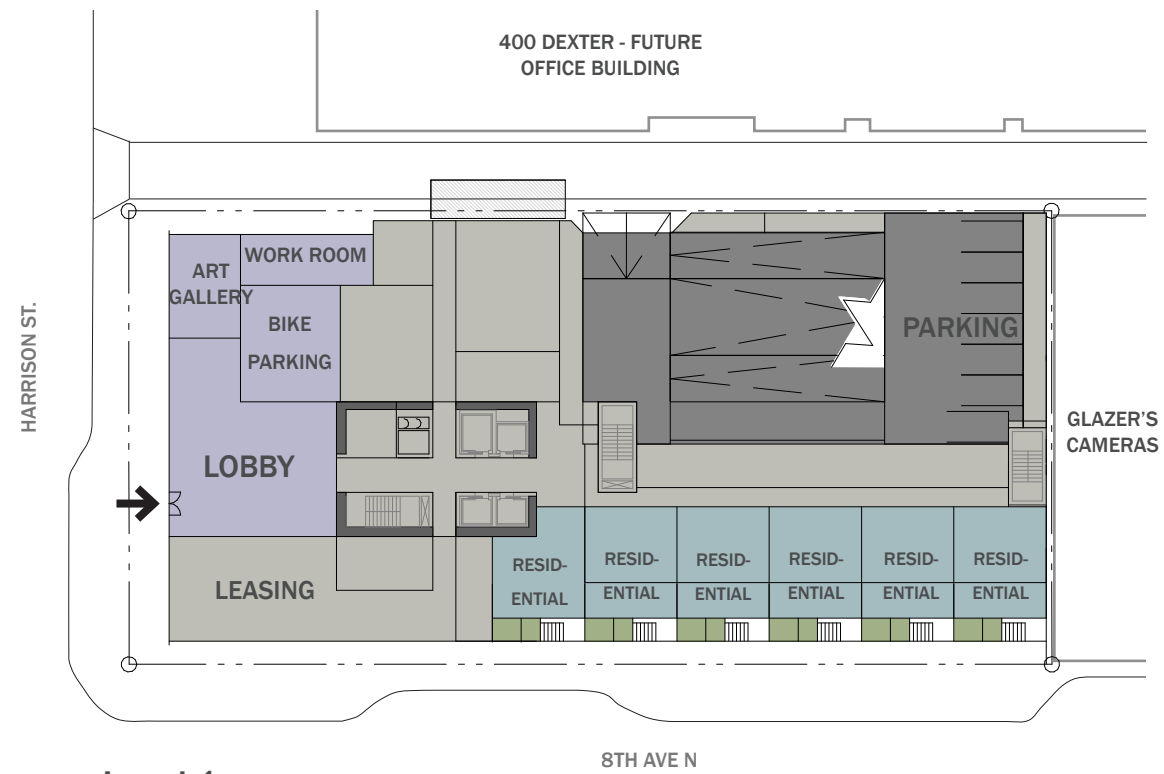 400 DEXTER - FUTURE
OFFICE BUILDING
WORK ROOM
ART
GALLERY
BIKE
PARKING
PARKING
HARRISON ST.
GLAZER'S
CAMERAS
LOBBY
LEASING
RESID-
ENTIAL
RESID-
ENTIAL
RESID-
ENTIAL
RESID-
ENTIAL
RESID-
ENTIAL
RESID-
ENTIAL
8TH AVE N